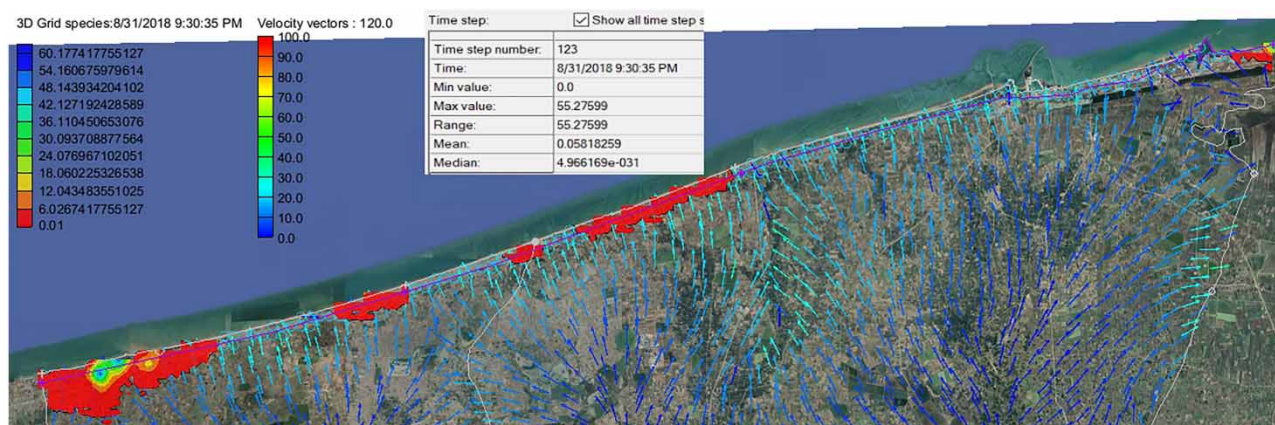 3D Grid species:8/31/2018 9:30:35 PM
60.177417755127
54.160675979614
48.143934204102
42.127192428589
36.110450653076
30.093708877564
24.076967102051
18.060225326538
12.043483551025
6.0267417755127
0.01
Velocity vectors : 120.0
100.0
90.0
80.0
70.0
60.0
50.0
40.0
30.0
20.0
10.0
0.0
Time step: Show all time step s
Time step number: 123
Time: 8/31/2018 9:30:35 PM
Min value: 0.0
Max value: 55.27599
Range: 55.27599
Mean: 0.05818259
Median: 4.966169e-031